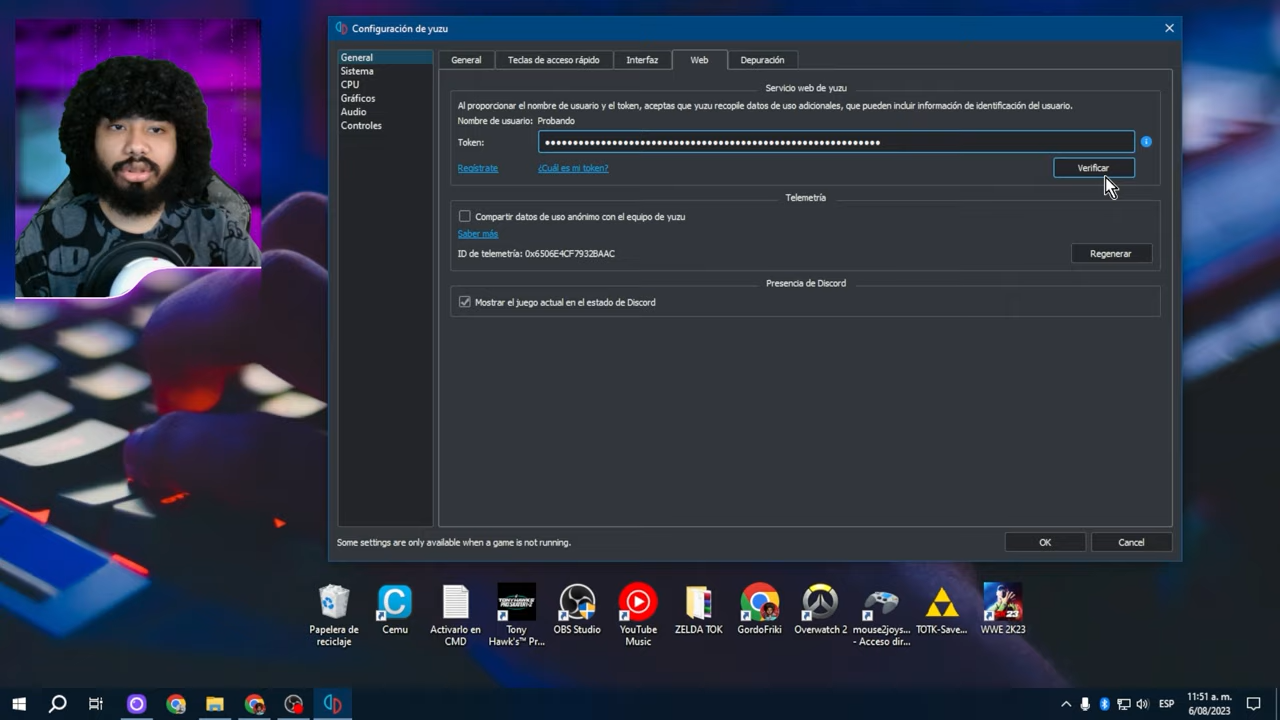 Configuración de yuzu
General
Sistema
CPU
Gráficos
Audio
Controles
General
Teclas de acceso rápido
Interfaz
Web
Depuración
Servicio web de yuzu
Al proporcionar el nombre de usuario y el token, aceptas que yuzu recopile datos de uso adicionales, que pueden incluir información de identificación del usuario.
Nombre de usuario: Probando
Token:
Regístrate
¿Cuál es mi token?
Verificar
Telemetría
Compartir datos de uso anónimo con el equipo de yuzu
Saber más
ID de telemetría: 0x6506E4CF7932BAAC
Regenerar
Presencia de Discord
Mostrar el juego actual en el estado de Discord
Some settings are only available when a game is not running.
OK
Cancel
Papelera de
reciclaje
Cemu
Activarlo en
CMD
Tony
Hawk's™ Pr...
OBS Studio
YouTube
Music
ZELDA TOK
GordoFriki
Overwatch 2
mouse2joys...
- Acceso dir...
TOTK-Save...
WWE 2K23
ESP
11:51 a. m.
6/08/2023